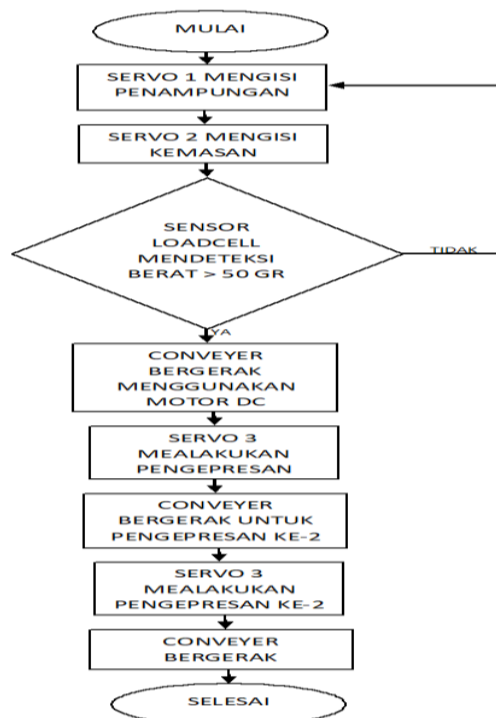 MULAI
SERVO 1 MENGISI
PENAMPUNGAN
SERVO 2 MENGISI
KEMASAN
SENSOR
LOADCELL
MENDETEKSI
BERAT > 50 GR
TIDAK
YA
CONVEYER
BERGERAK
MENGGUNAKAN
MOTOR DC
SERVO 3
MEALAKUKAN
PENGEPRESAN
CONVEYER
BERGERAK UNTUK
PENGEPRESAN KE-2
SERVO 3
MEALAKUKAN
PENGEPRESAN KE-2
CONVEYER
BERGERAK
SELESAI